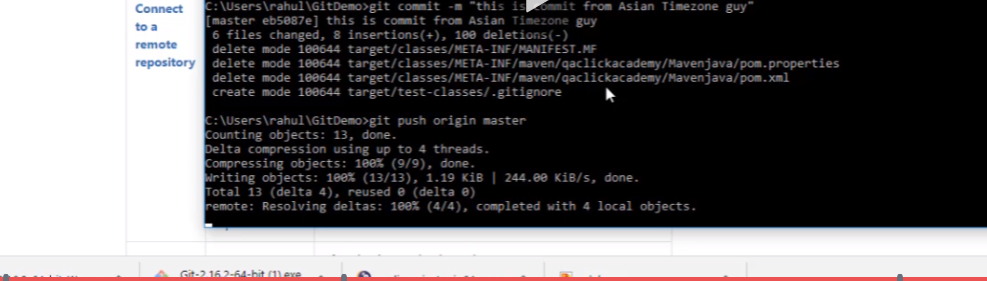 Connect
to a
remote
repository
C:\Users\rahul\GitDemo>git commit -m "this is commit from Asian Timezone guy"
[master eb5087e] this is commit from Asian Timezone guy
6 files changed, 8 insertions(+), 100 deletions(-)
delete mode 100644 target/classes/META-INF/MANIFEST.MF
delete mode 100644 target/classes/META-INF/maven/qaclickacademy/Mavenjava/pom.properties
delete mode 100644 target/classes/META-INF/maven/qaclickacademy/Mavenjava/pom.xml
create mode 100644 target/test-classes/.gitignore
C:\Users\rahul\GitDemo>git push origin master
Counting objects: 13, done.
Delta compression using up to 4 threads.
Compressing objects: 100% (9/9), done.
Writing objects: 100% (13/13), 1.19 KiB | 244.00 KiB/s, done.
Total 13 (delta 4), reused 0 (delta 0)
remote: Resolving deltas: 100% (4/4), completed with 4 local objects.
Git-2.16.2-64-bit (1).exe